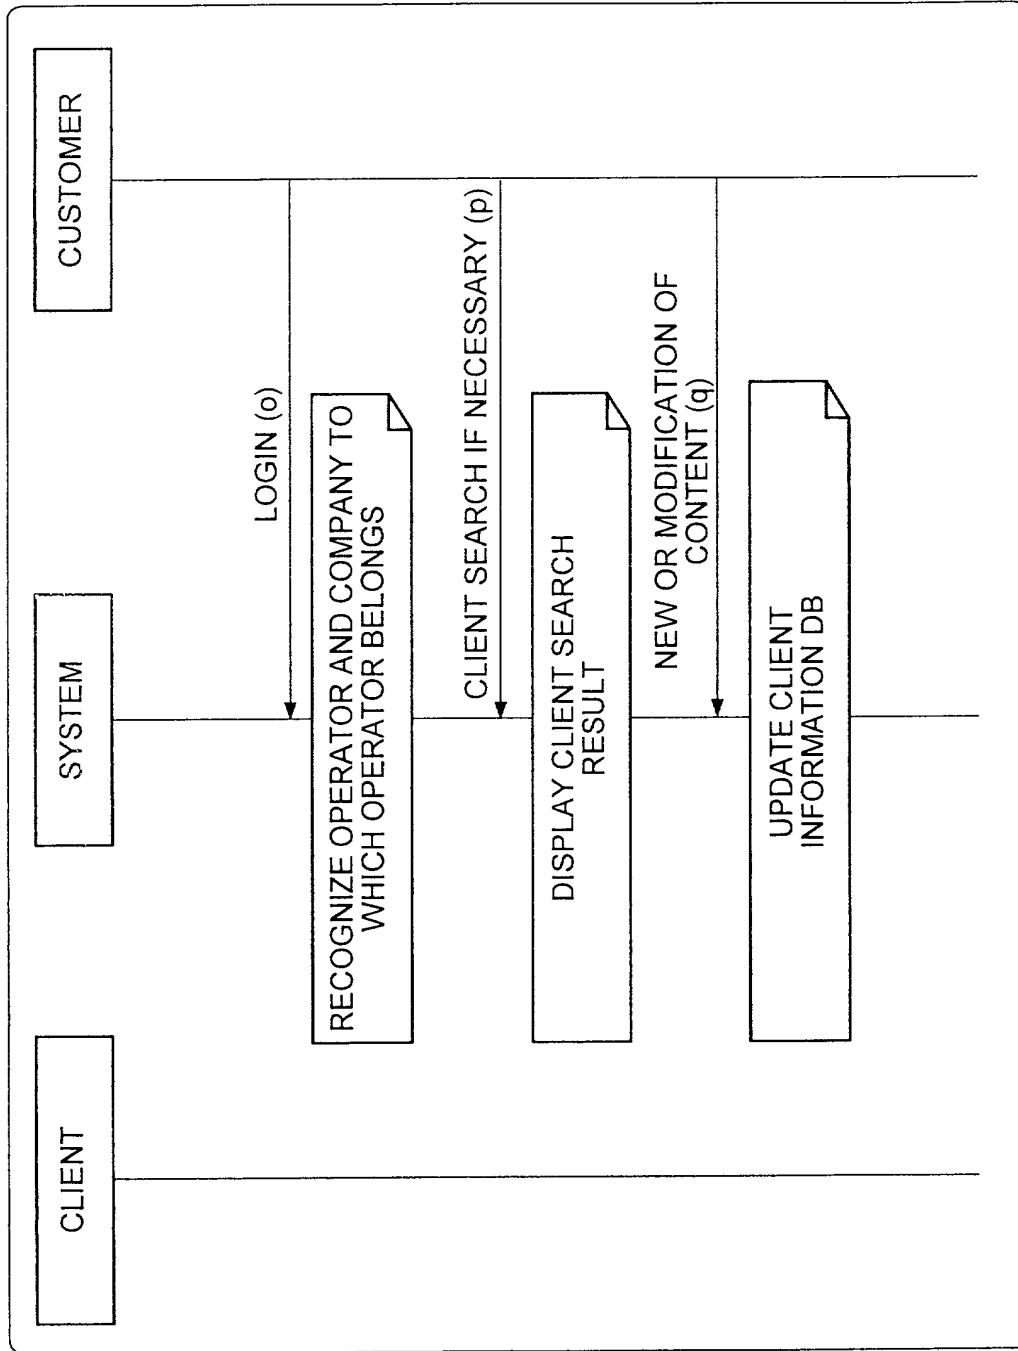 CLIENT
SYSTEM
CUSTOMER
LOGIN (o)
RECOGNIZE OPERATOR AND COMPANY TO
WHICH OPERATOR BELONGS
CLIENT SEARCH IF NECESSARY (p)
DISPLAY CLIENT SEARCH
RESULT
NEW OR MODIFICATION OF
CONTENT (q)
UPDATE CLIENT
INFORMATION DB